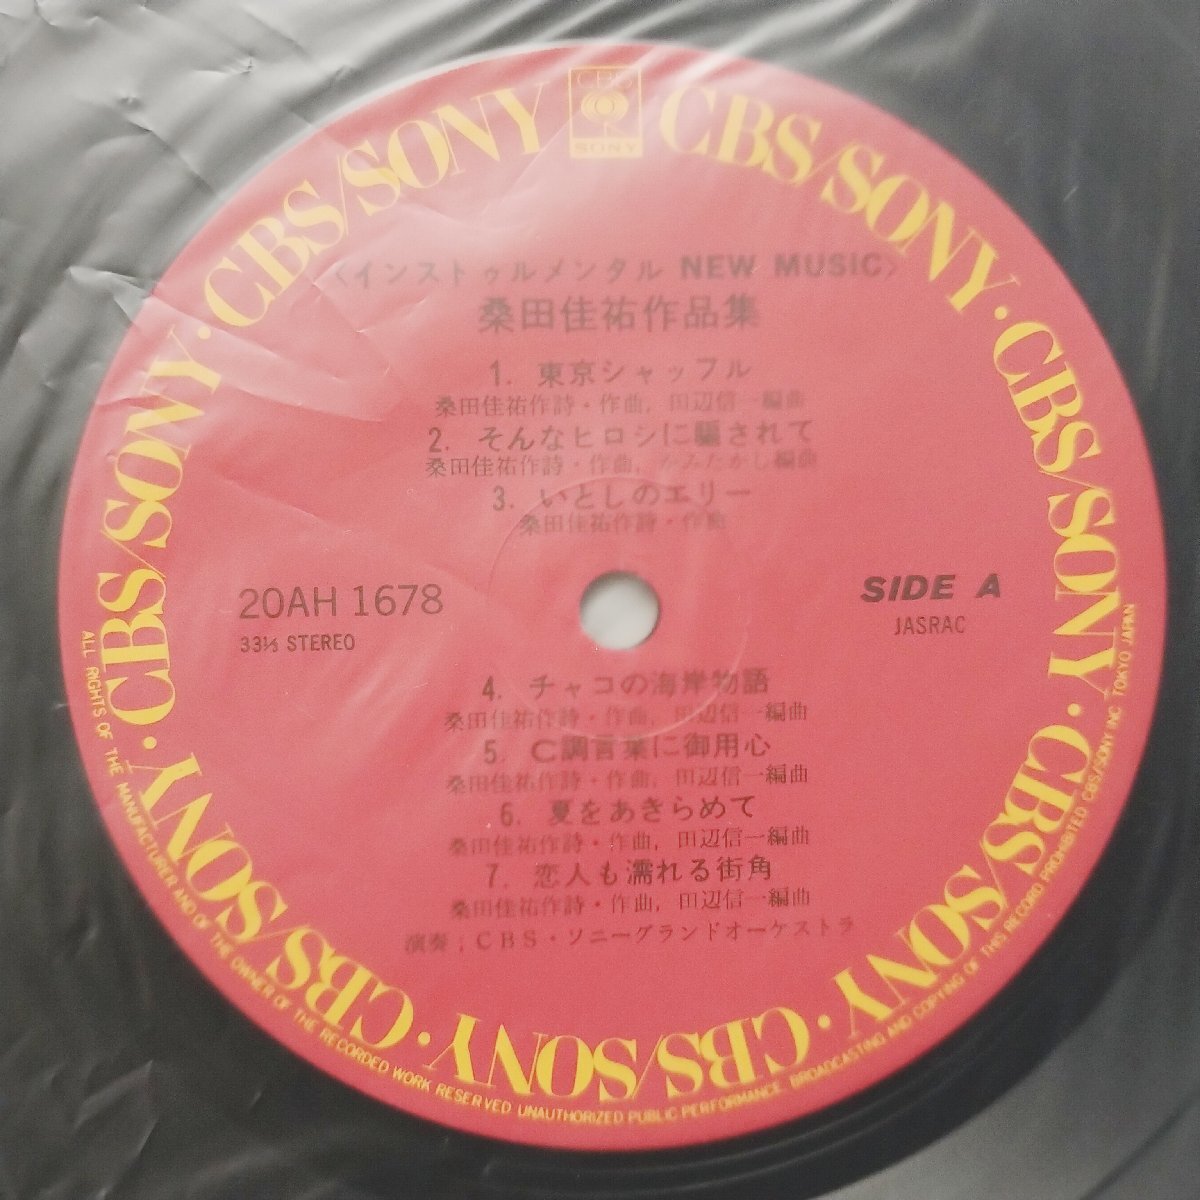 CBS
SONY
CBS/SONY · CBS/SONY · CBS/SONY · CBS/SONY · CBS/SONY · CBS/SONY · CBS/SONY · CBS/SONY · CBS/SONY
〈インストゥルメンタル NEW MUSIC〉
桑田佳祐作品集
1. 東京シャッフル
桑田佳祐作詩・作曲, 田辺信一編曲
2. そんなヒロシに騙されて
桑田佳祐作詩・作曲, かみたかし編曲
3. いとしのエリー
桑田佳祐作詩・作曲
20AH 1678
33⅓ STEREO
SIDE A
JASRAC
4. チャコの海岸物語
桑田佳祐作詩・作曲, 田辺信一編曲
5. C調言葉に御用心
桑田佳祐作詩・作曲, 田辺信一編曲
6. 夏をあきらめて
桑田佳祐作詩・作曲, 田辺信一編曲
7. 恋人も濡れる街角
桑田佳祐作詩・作曲, 田辺信一編曲
演奏；CBS・ソニーグランドオーケストラ
ALL RIGHTS OF THE MANUFACTURER AND OF THE OWNER OF THE RECORDED WORK RESERVED UNAUTHORIZED PUBLIC PERFORMANCE BROADCASTING AND COPYING OF THIS RECORD PROHIBITED CBS/SONY INC TOKYO JAPAN